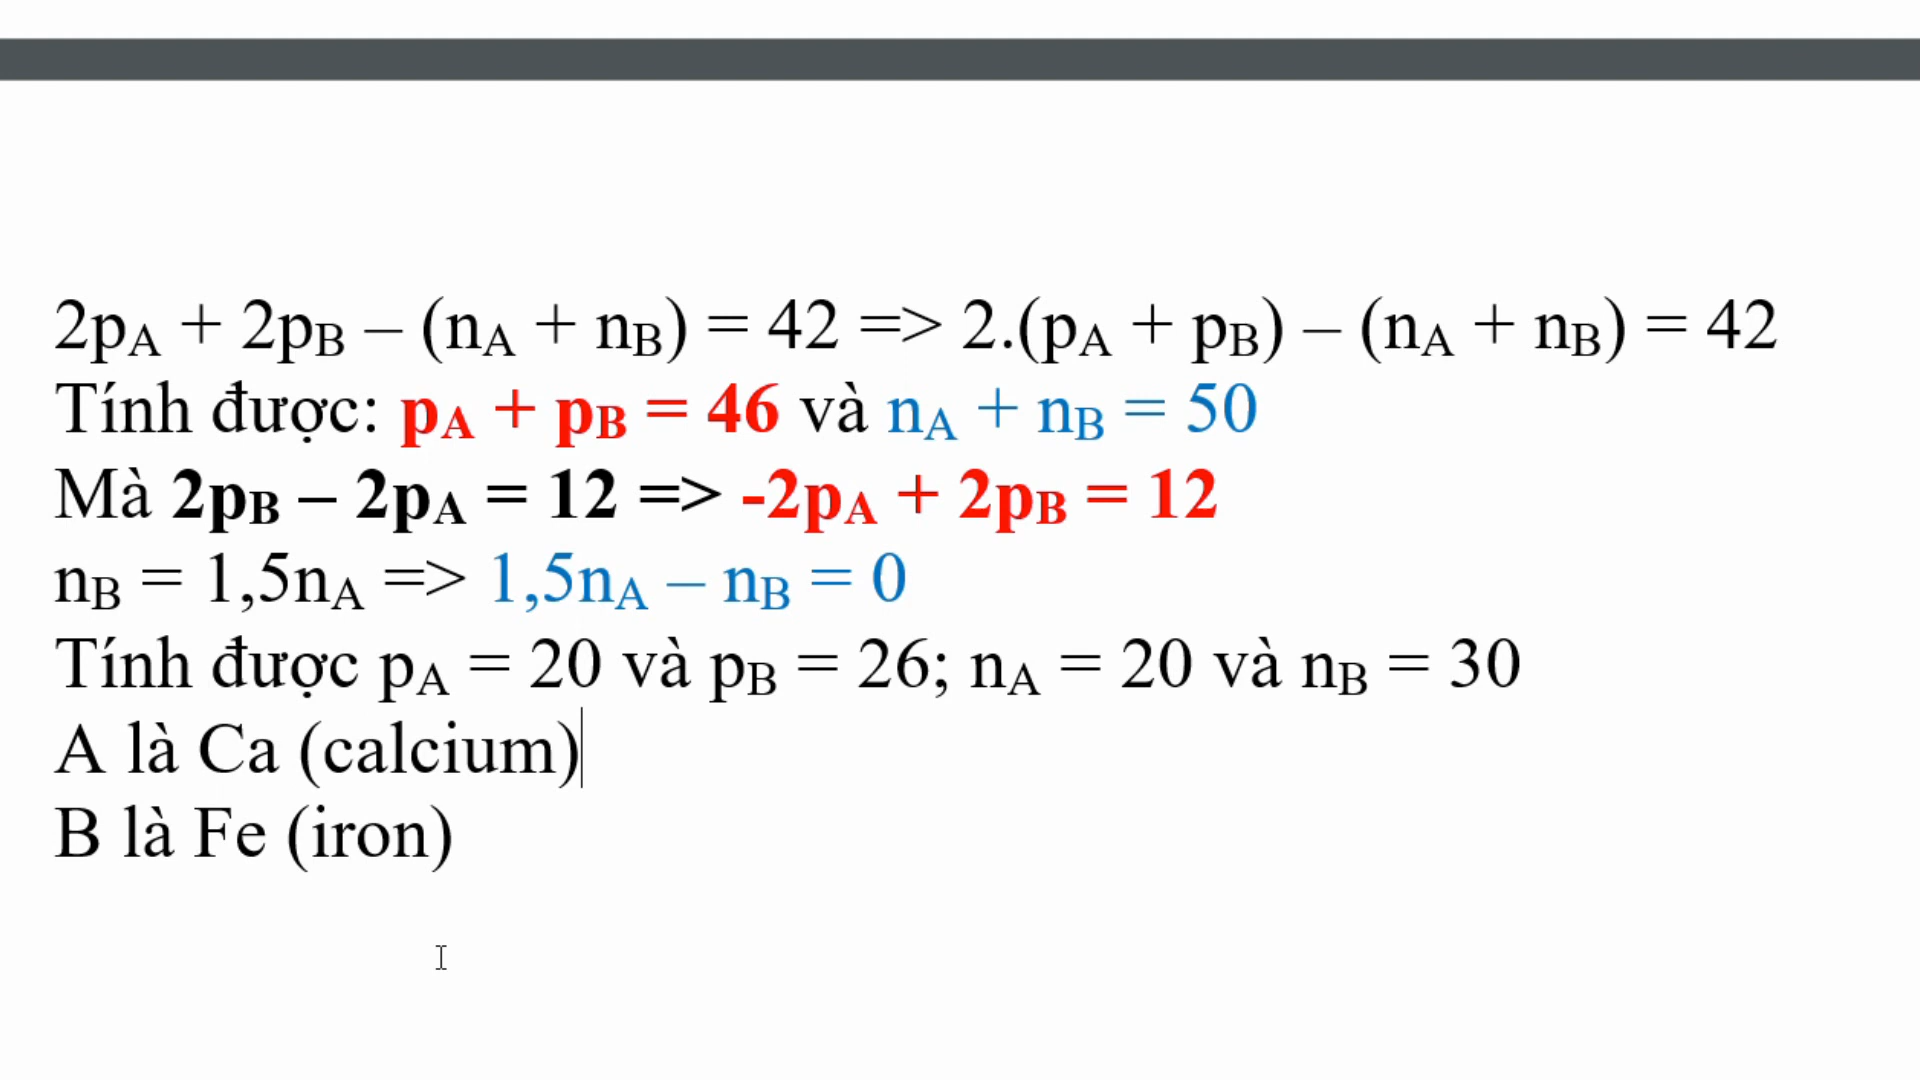 2pA + 2pB – (nA + nB) = 42 => 2.(pA + pB) – (nA + nB) = 42
Tính được: pA + pB = 46 và nA + nB = 50
Mà 2pB – 2pA = 12 => -2pA + 2pB = 12
nB = 1,5nA => 1,5nA – nB = 0
Tính được pA = 20 và pB = 26; nA = 20 và nB = 30
A là Ca (calcium)
B là Fe (iron)